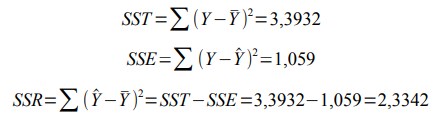 SST=∑(Y−Ȳ)²=3,3932
SSE=∑(Y−Ŷ)²=1,059
SSR=∑(Ŷ−Ȳ)²=SST−SSE=3,3932−1,059=2,3342